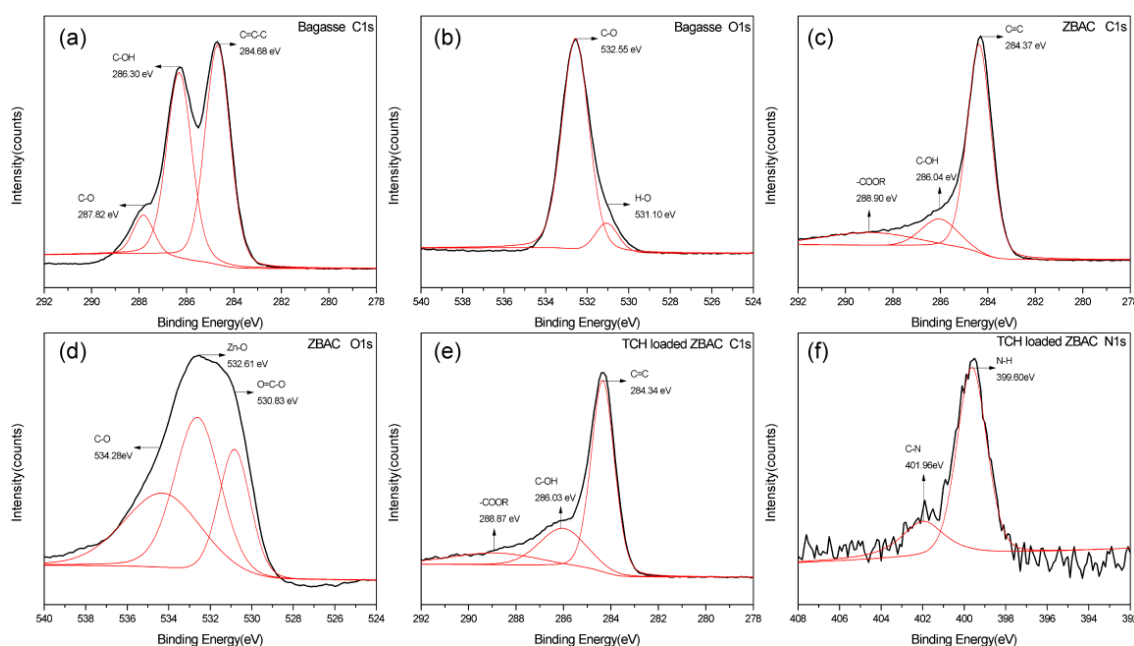 (a)
Bagasse C1s
C=C-C
284.68 eV
C-OH
286.30 eV
C-O
287.82 eV
Intensity(counts)
292 290 288 286 284 282 280 278
Binding Energy(eV)
(b)
Bagasse O1s
C-O
532.55 eV
H-O
531.10 eV
Intensity(counts)
540 538 536 534 532 530 528 526 524
Binding Energy(eV)
(c)
ZBAC C1s
C=C
284.37 eV
C-OH
286.04 eV
-COOR
288.90 eV
Intensity(counts)
292 290 288 286 284 282 280 278
Binding Energy(eV)
(d)
ZBAC O1s
Zn-O
532.61 eV
O=C-O
530.83 eV
C-O
534.28eV
Intensity(counts)
540 538 536 534 532 530 528 526 524
Binding Energy(eV)
(e)
TCH loaded ZBAC C1s
C=C
284.34 eV
C-OH
286.03 eV
-COOR
288.87 eV
Intensity(counts)
292 290 288 286 284 282 280 278
Binding Energy(eV)
(f)
TCH loaded ZBAC N1s
N-H
399.60eV
C-N
401.96eV
Intensity(counts)
408 406 404 402 400 398 396 394
Binding Energy(eV)